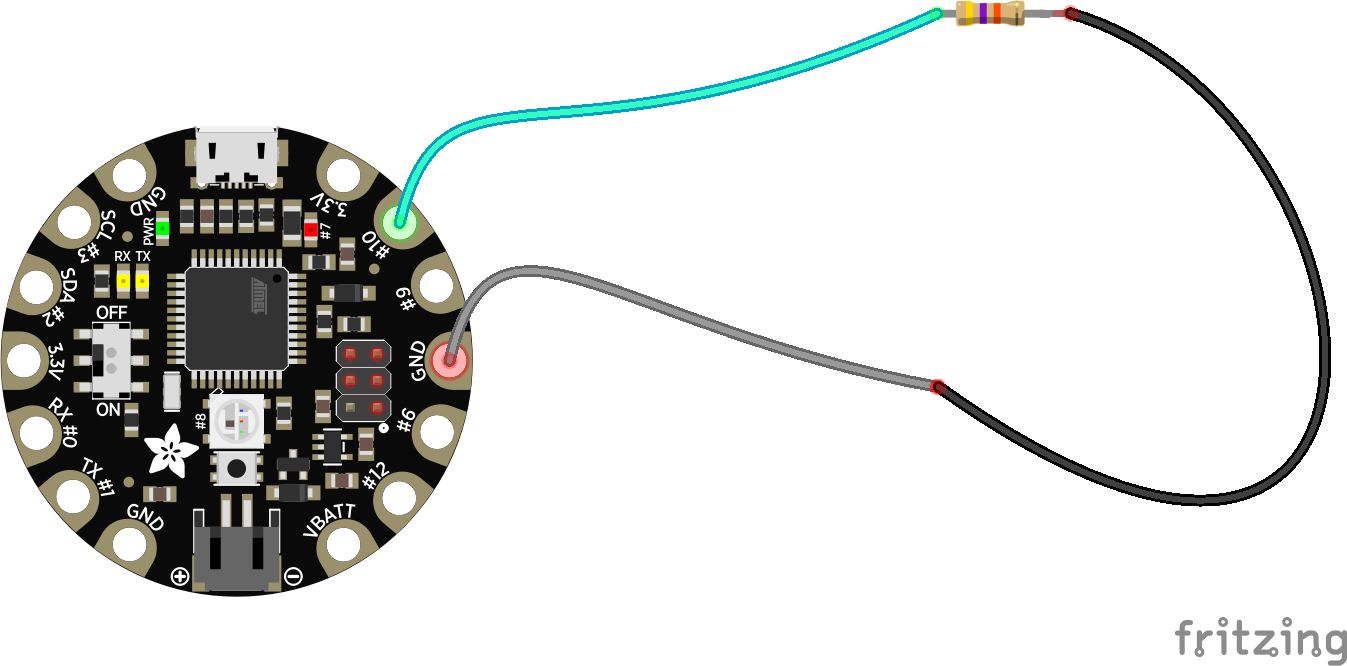 GND
3.3V
SCL #3
PWR
#7
#10
RX TX
SDA #2
#9
OFF
ATMEL
3.3V
GND
ON
RX #0
#8
#6
TX #1
#12
GND
VBATT
+
-
fritzing